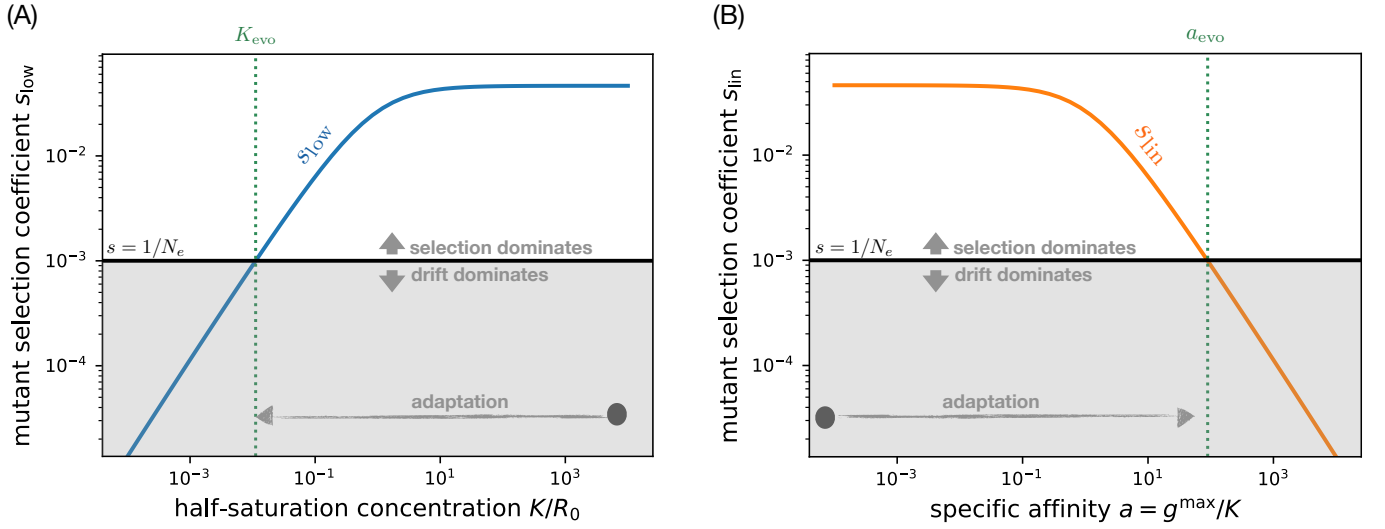 (A)
K_evo
mutant selection coefficient s_low
10^-2
10^-3
10^-4
s_low
s = 1/N_e
selection dominates
drift dominates
adaptation
10^-3
10^-1
10^1
10^3
half-saturation concentration K/R_0
(B)
a_evo
mutant selection coefficient s_lin
10^-2
10^-3
10^-4
s_lin
s = 1/N_e
selection dominates
drift dominates
adaptation
10^-3
10^-1
10^1
10^3
specific affinity a = g^max/K